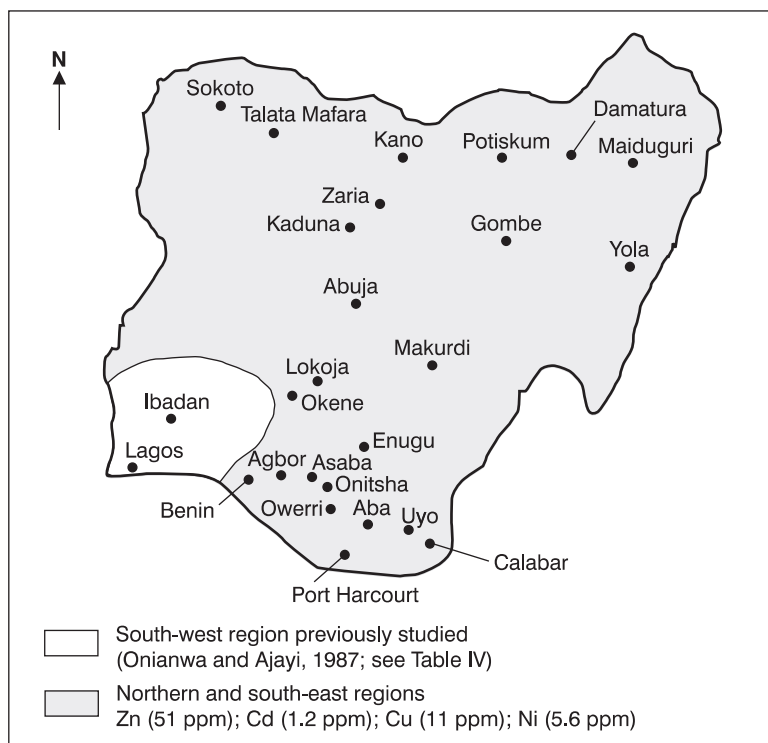 N
Sokoto
Talata Mafara
Damatura
Kano
Potiskum
Maiduguri
Zaria
Kaduna
Gombe
Yola
Abuja
Makurdi
Lokoja
Ibadan
Okene
Enugu
Lagos
Agbor
Asaba
Onitsha
Benin
Owerri
Aba
Uyo
Calabar
Port Harcourt
South-west region previously studied
(Onianwa and Ajayi, 1987; see Table IV)
Northern and south-east regions
Zn (51 ppm); Cd (1.2 ppm); Cu (11 ppm); Ni (5.6 ppm)